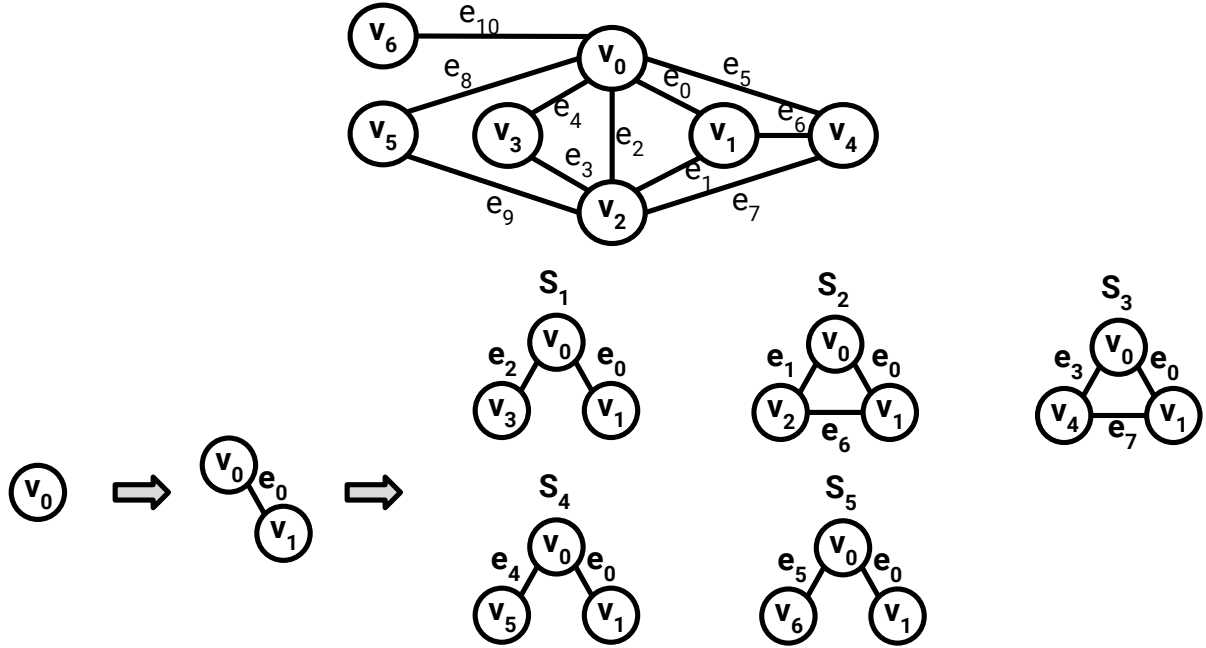 e₁₀
v₆
v₀
e₈
e₅
e₀
e₄
e₆
v₅
v₃
e₂
v₁
v₄
e₃
e₁
e₉
v₂
e₇
S₁
S₂
S₃
v₀
v₀
v₀
e₂
e₀
e₁
e₀
e₃
e₀
v₃
v₁
v₂
v₁
v₄
v₁
e₆
e₇
v₀
v₀
e₀
v₁
S₄
S₅
v₀
v₀
e₄
e₀
e₅
e₀
v₅
v₁
v₆
v₁